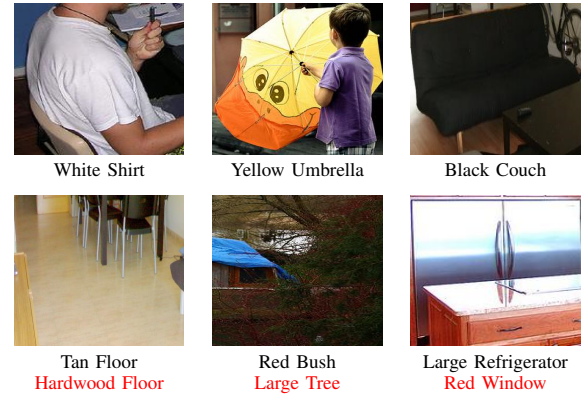 White Shirt
Yellow Umbrella
Black Couch
Tan Floor
Hardwood Floor
Red Bush
Large Tree
Large Refrigerator
Red Window